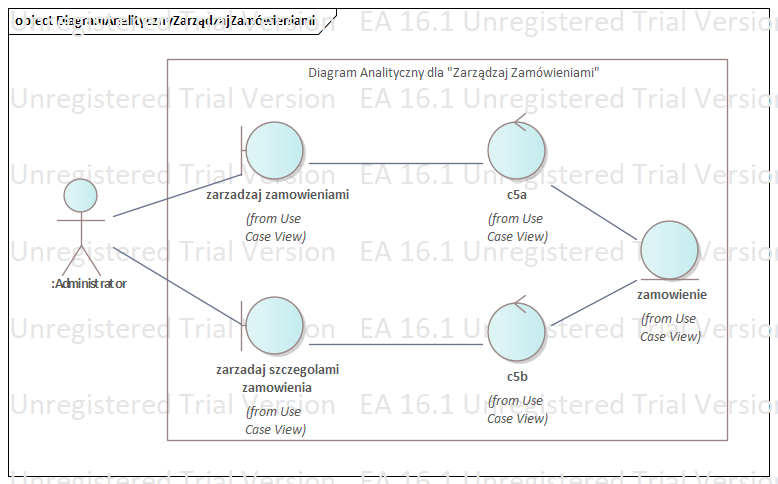 object DiagramAnalitycznyZarządzajZamówieniami
Unregistered Trial Version EA 16.1 Unregistered Trial Version
Diagram Analityczny dla "Zarządzaj Zamówieniami"
Unregistered Trial Version EA 16.1 Unregistered Trial Version
Unregistered Trial Version EA 16.1 Unregistered Trial Version
zarzadzaj zamowieniami
(from Use
Case View)
c5a
(from Use
Case View)
Unregistered Trial Version EA 16.1 Unregistered Trial Version
:Administrator
zamowienie
(from Use
Case View)
Unregistered Trial Version EA 16.1 Unregistered Trial Version
zarzadaj szczegolami
zamowienia
(from Use
Case View)
c5b
(from Use
Case View)
Unregistered Trial Version EA 16.1 Unregistered Trial Version
Unregistered Trial Version EA 16.1 Unregistered Trial Version